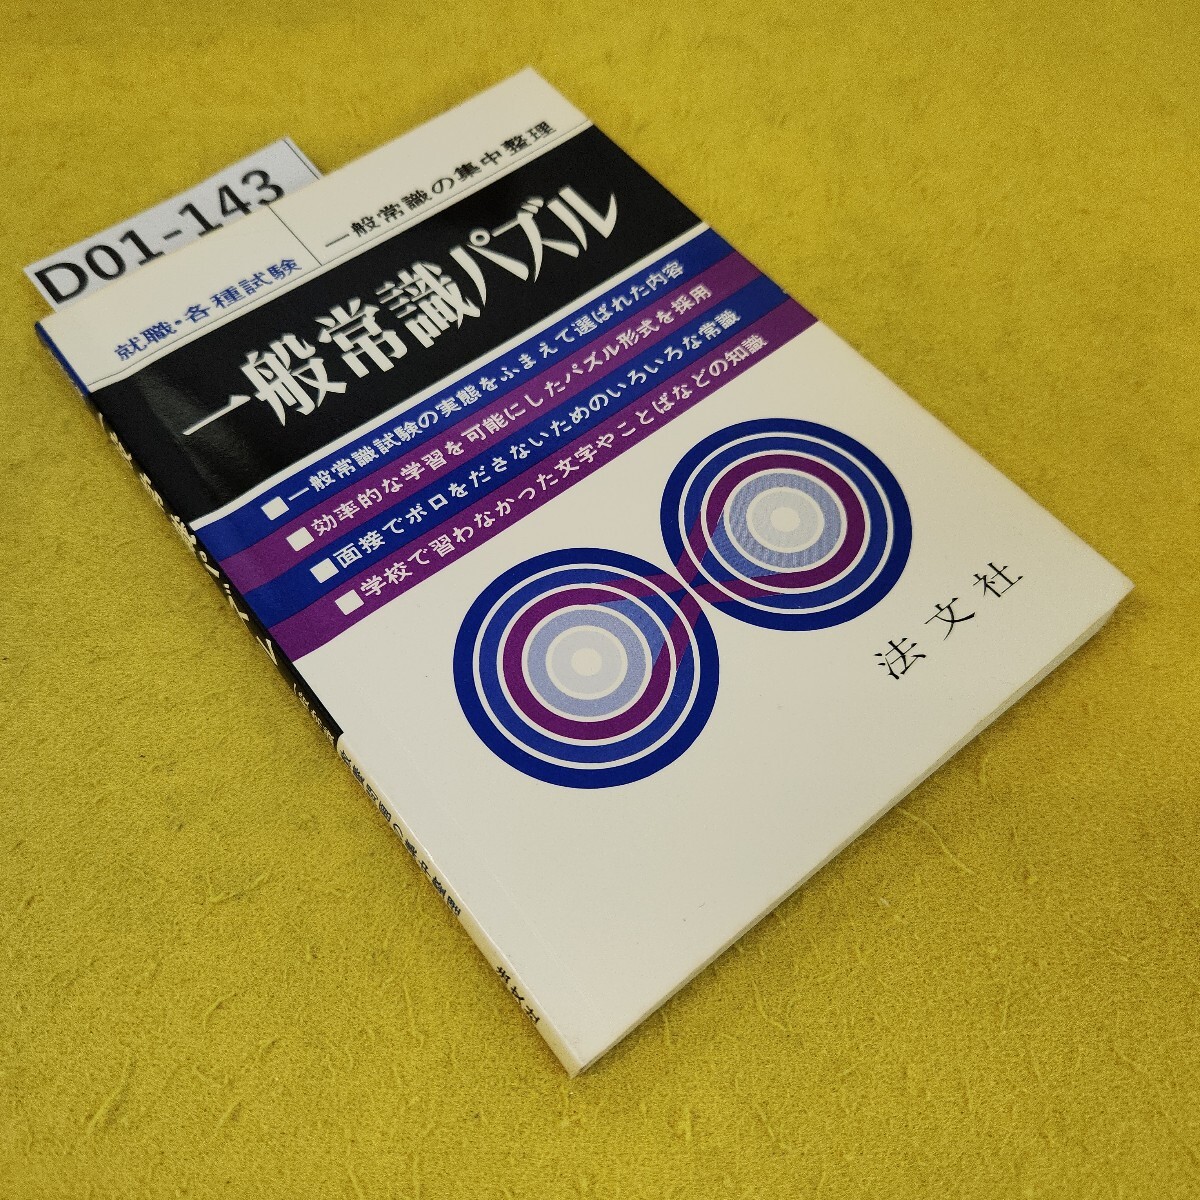 D01-143
就職・各種試験
一般常識の集中整理
一般常識パズル
■一般常識試験の実態をふまえて選ばれた内容
■効率的な学習を可能にしたパズル形式を採用
■面接でボロをださないためのいろいろな常識
■学校で習わなかった文字やことばなどの知識
法文社
法文社